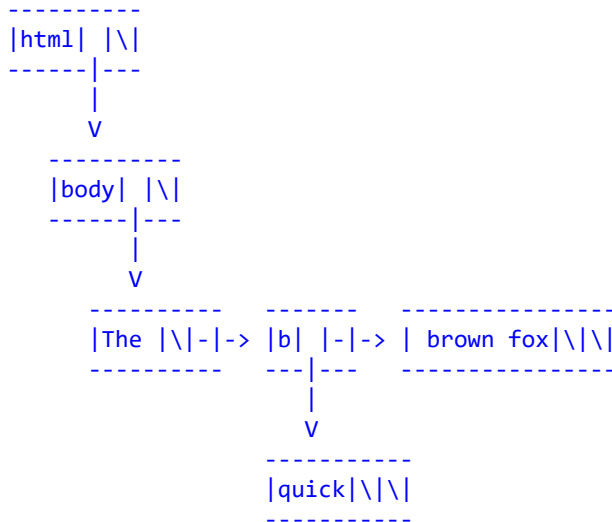 ----------
|html| |\|
------|---
      |
      V
   ----------
   |body| |\|
   ------|---
         |
         V
      ----------   -------   ----------------
      |The |\|-|-> |b| |-|-> | brown fox|\|\|
      ----------   ---|---   ----------------
                      |
                      V
                   -----------
                   |quick|\|\|
                   -----------